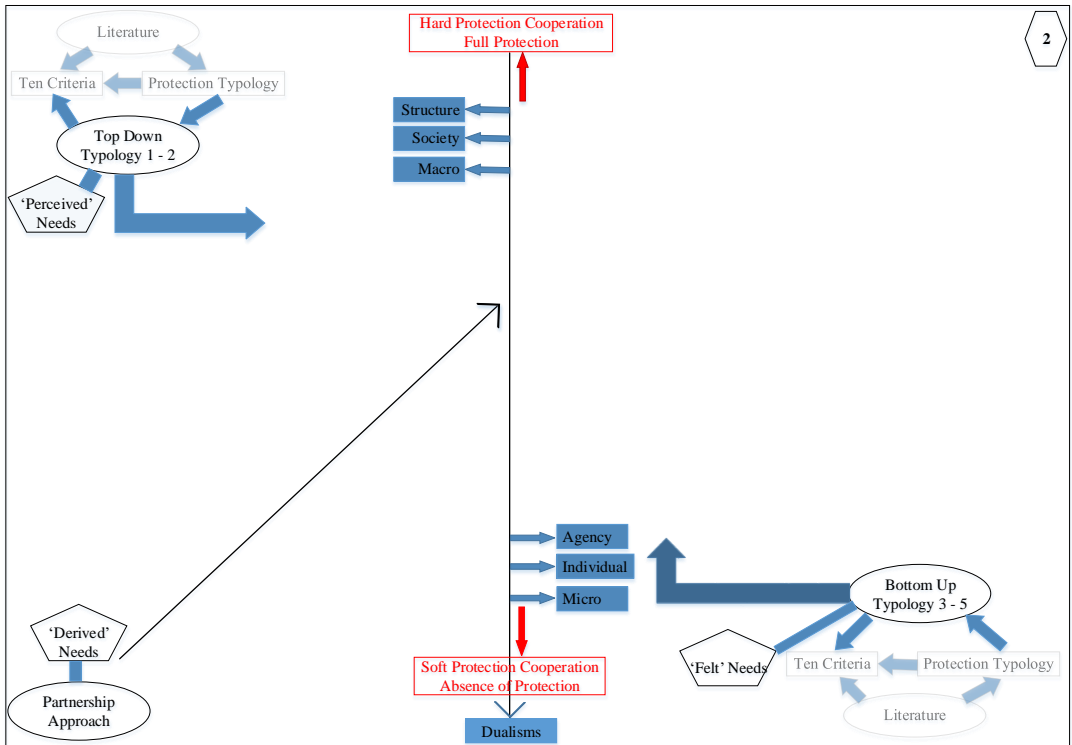 Hard Protection Cooperation
Full Protection
2
Literature
Ten Criteria
Protection Typology
Top Down
Typology 1 - 2
'Perceived'
Needs
Structure
Society
Macro
Agency
Individual
Micro
Bottom Up
Typology 3 - 5
'Felt' Needs
Ten Criteria
Protection Typology
Literature
'Derived'
Needs
Partnership
Approach
Soft Protection Cooperation
Absence of Protection
Dualisms